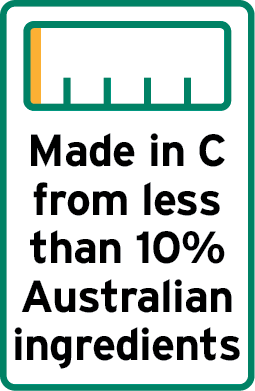 Made in C
from less
than 10%
Australian
ingredients